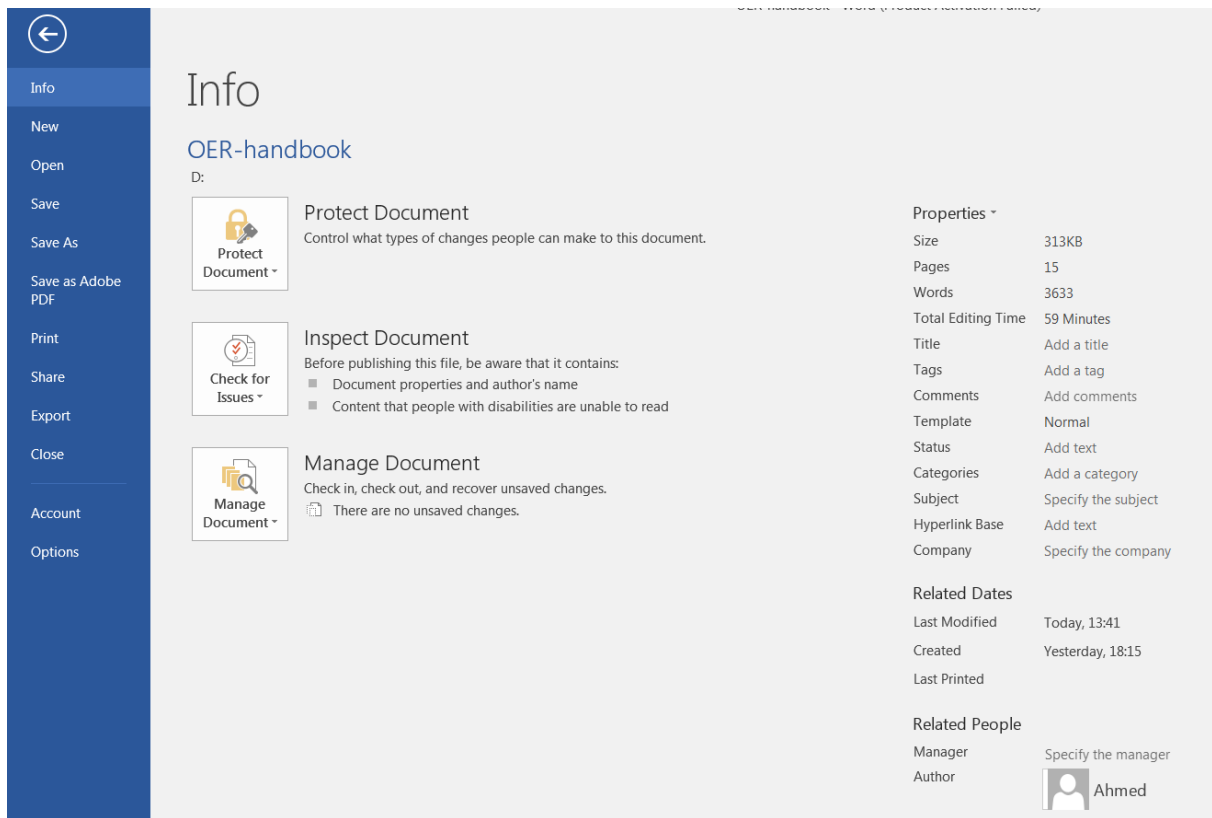 OER-handbook - Word (Product Activation Failed)
Info
New
Open
Save
Save As
Save as Adobe
PDF
Print
Share
Export
Close
Account
Options
Info
OER-handbook
D:
Protect
Document
Protect Document
Control what types of changes people can make to this document.
Check for
Issues
Inspect Document
Before publishing this file, be aware that it contains:
Document properties and author's name
Content that people with disabilities are unable to read
Manage
Document
Manage Document
Check in, check out, and recover unsaved changes.
There are no unsaved changes.
Properties
Size 313KB
Pages 15
Words 3633
Total Editing Time 59 Minutes
Title Add a title
Tags Add a tag
Comments Add comments
Template Normal
Status Add text
Categories Add a category
Subject Specify the subject
Hyperlink Base Add text
Company Specify the company
Related Dates
Last Modified Today, 13:41
Created Yesterday, 18:15
Last Printed
Related People
Manager Specify the manager
Author Ahmed